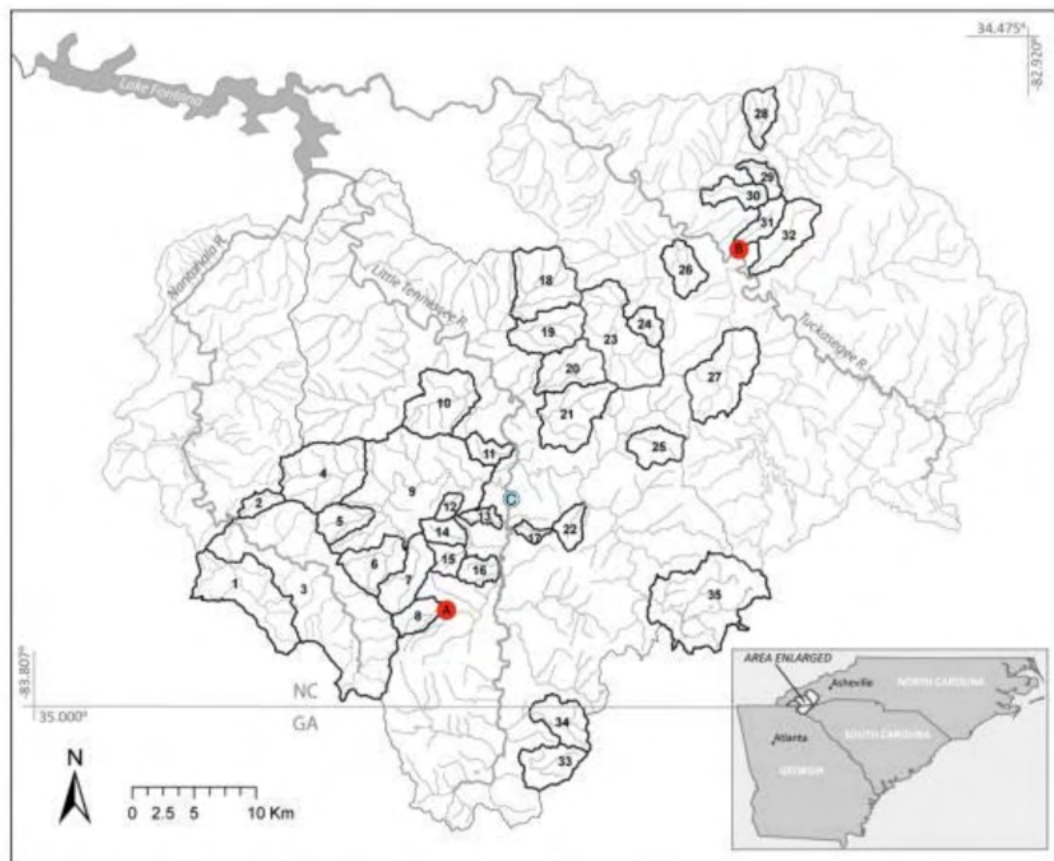 34.475°
-82.920°
Lake Fontana
28
29
30
31
32
B
Nantahala R.
Little Tennessee R.
26
18
19
24
23
Tuckasegee R.
20
27
10
21
25
11
4
9
C
2
12
13
5
14
17
22
6
15
16
1
3
7
35
8
A
-83.807°
NC
35.000°
GA
34
33
N
0 2.5 5 10 Km
AREA ENLARGED
Asheville
NORTH CAROLINA
Atlanta
SOUTH CAROLINA
GEORGIA